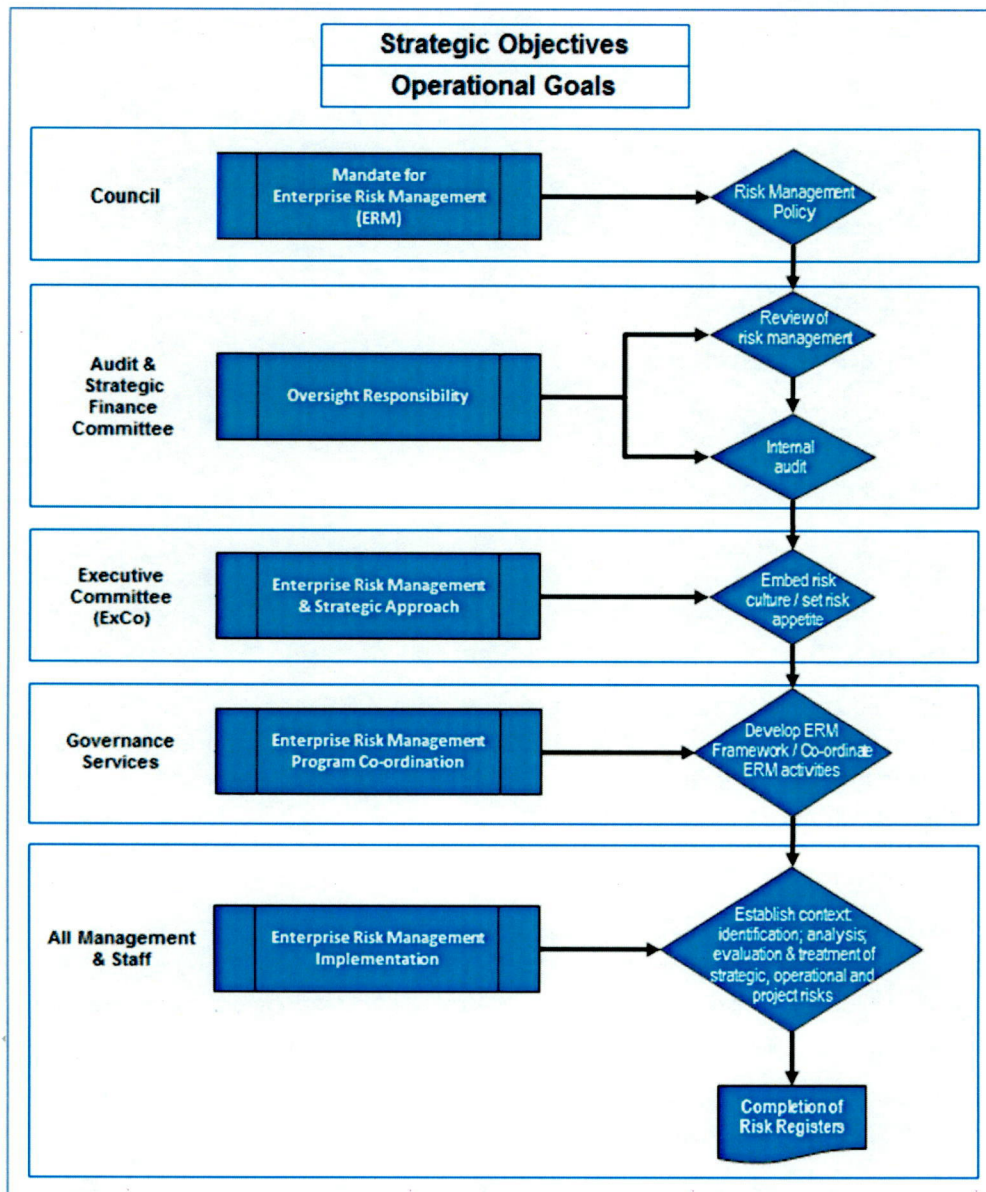 Strategic Objectives
Operational Goals
Council
Mandate for
Enterprise Risk Management
(ERM)
Risk Management
Policy
Audit &
Strategic
Finance
Committee
Oversight Responsibility
Review of
risk management
Internal
audit
Executive
Committee
(ExCo)
Enterprise Risk Management
& Strategic Approach
Embed risk
culture / set risk
appetite
Governance
Services
Enterprise Risk Management
Program Co-ordination
Develop ERM
Framework / Co-ordinate
ERM activities
All Management
& Staff
Enterprise Risk Management
Implementation
Establish context:
identification; analysis;
evaluation & treatment of
strategic, operational and
project risks
Completion of
Risk Registers